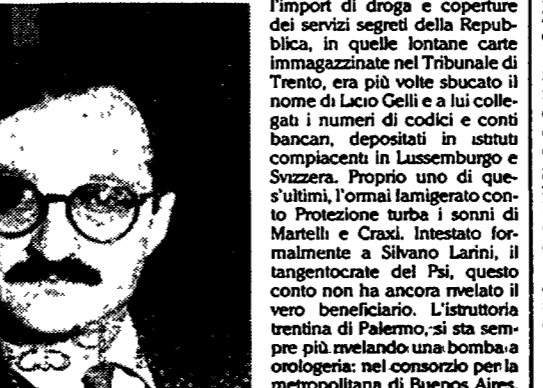 l'import di droga e coperture
dei servizi segreti della Repub-
blica, in quelle lontane carte
immagazzinate nel Tribunale di
Trento, era più volte sbucato il
nome di Licio Gelli e a lui colle-
gati i numeri di codici e conti
bancari, depositati in istituti
compiacenti in Lussemburgo e
Svizzera. Proprio uno di que-
s'ultimi, l'ormai famigerato con-
to Protezione turba i sonni di
Martelli e Craxi. Intestato for-
malmente a Silvano Larini, il
tangentocrate del Psi, questo
conto non ha ancora rivelato il
vero beneficiario. L'istruttoria
trentina di Palermo, si sta sem-
pre più rivelando una bomba a
orologeria: nel consorzio per la
metropolitana di Buenos Aires,